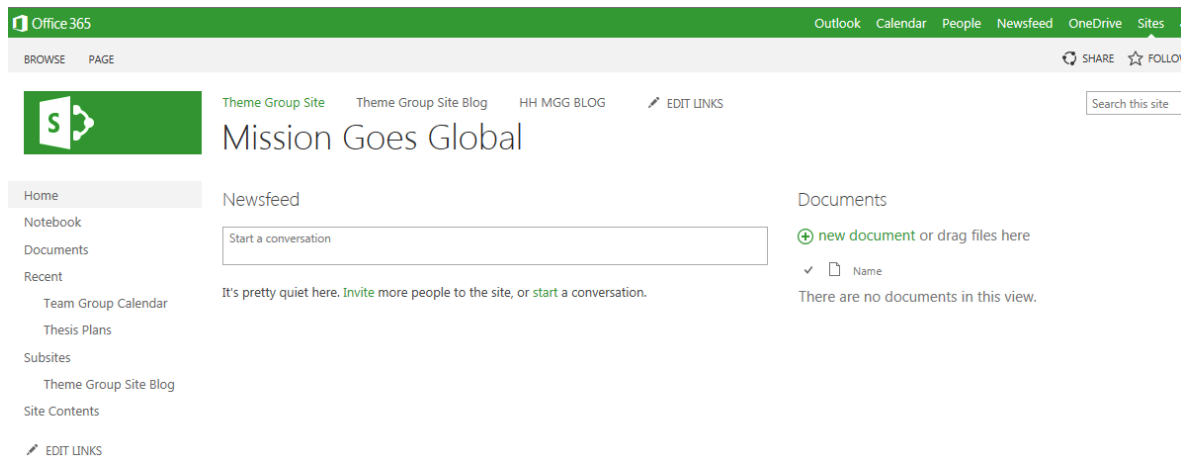 Office 365
Outlook Calendar People Newsfeed OneDrive Sites
BROWSE PAGE
SHARE FOLLOW
S
Theme Group Site Theme Group Site Blog HH MGG BLOG EDIT LINKS
Search this site
Mission Goes Global
Home
Notebook
Documents
Recent
Team Group Calendar
Thesis Plans
Subsites
Theme Group Site Blog
Site Contents
EDIT LINKS
Newsfeed
Start a conversation
It's pretty quiet here. Invite more people to the site, or start a conversation.
Documents
new document or drag files here
Name
There are no documents in this view.